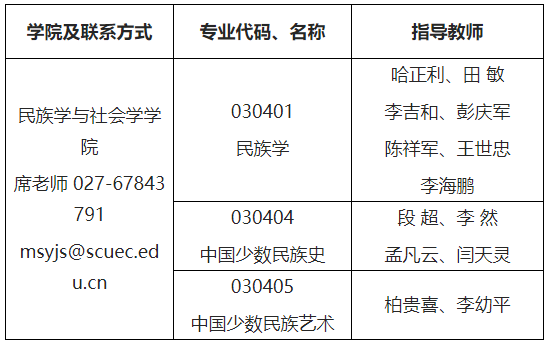 学院及联系方式
专业代码、名称
指导教师
民族学与社会学学
院
席老师 027-67843
791
msyjs@scuec.ed
u.cn
030401
民族学
哈正利、田 敏
李吉和、彭庆军
陈祥军、王世忠
李海鹏
030404
中国少数民族史
段 超、李 然
孟凡云、闫天灵
030405
中国少数民族艺术
柏贵喜、李幼平